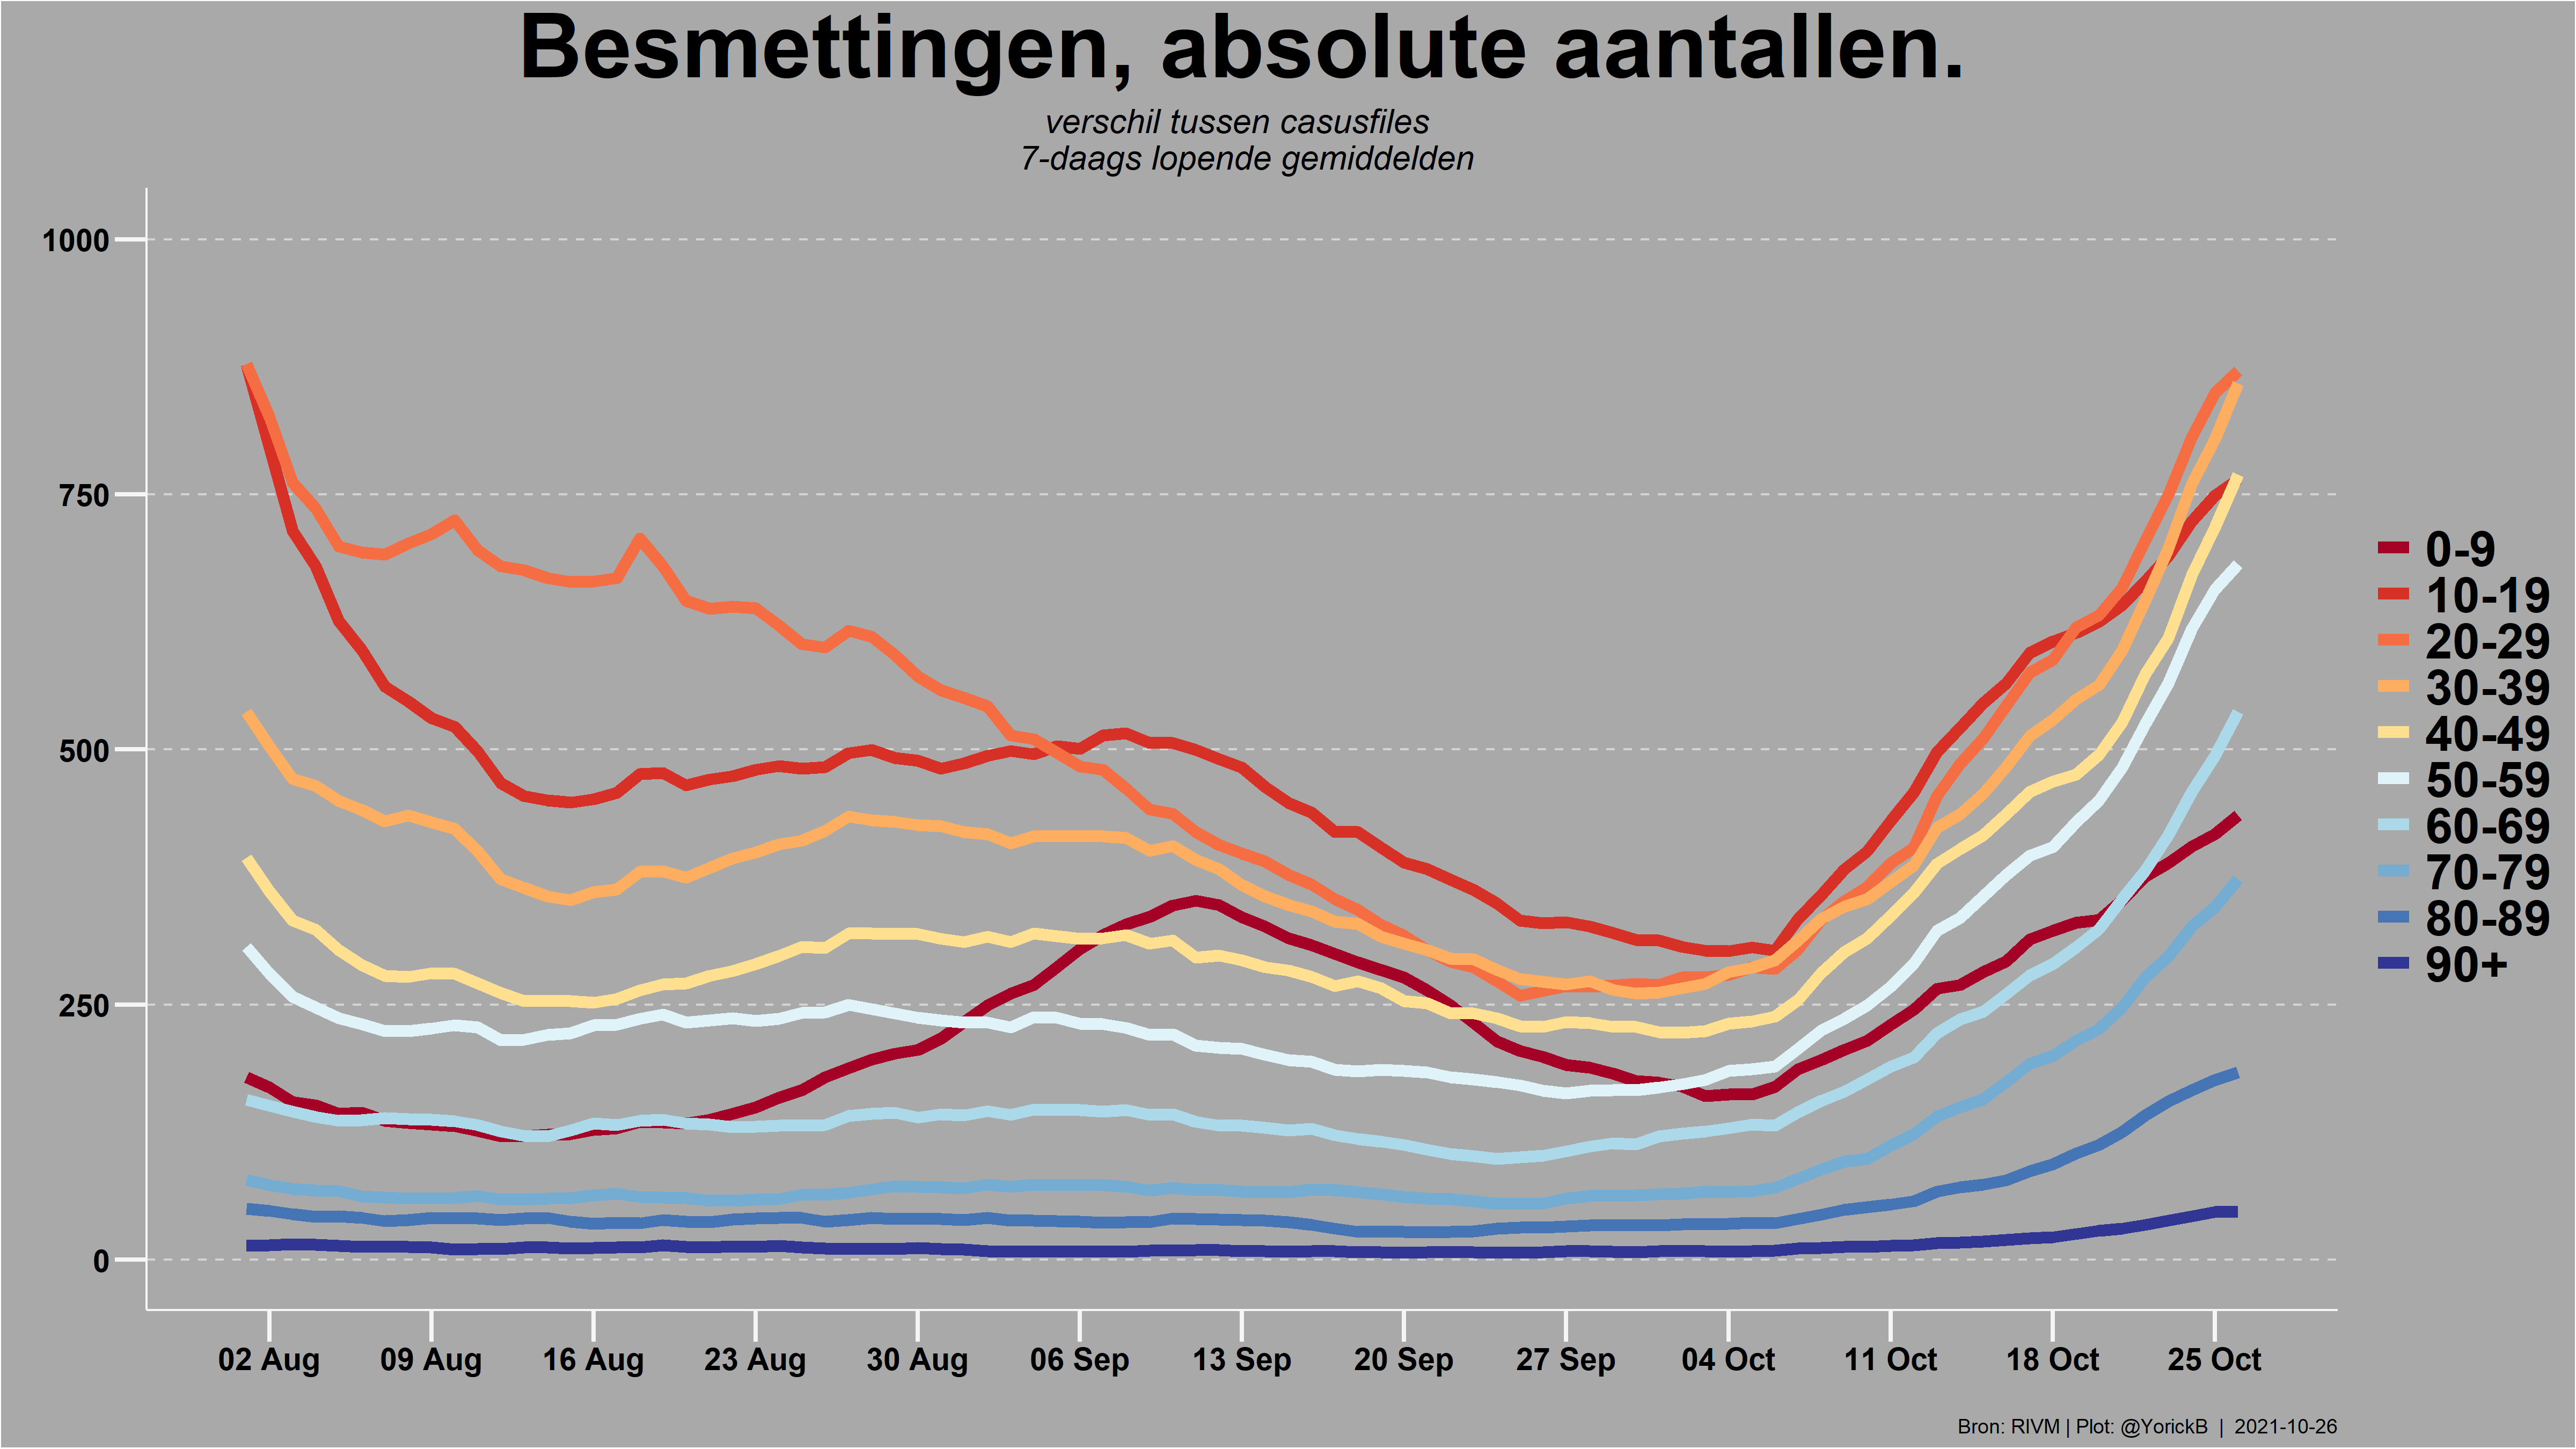 Besmettingen, absolute aantallen.
verschil tussen casusfiles
7-daags lopende gemiddelden
1000
750
500
250
0
02 Aug
09 Aug
16 Aug
23 Aug
30 Aug
06 Sep
13 Sep
20 Sep
27 Sep
04 Oct
11 Oct
18 Oct
25 Oct
0-9
10-19
20-29
30-39
40-49
50-59
60-69
70-79
80-89
90+
Bron: RIVM | Plot: @YorickB | 2021-10-26